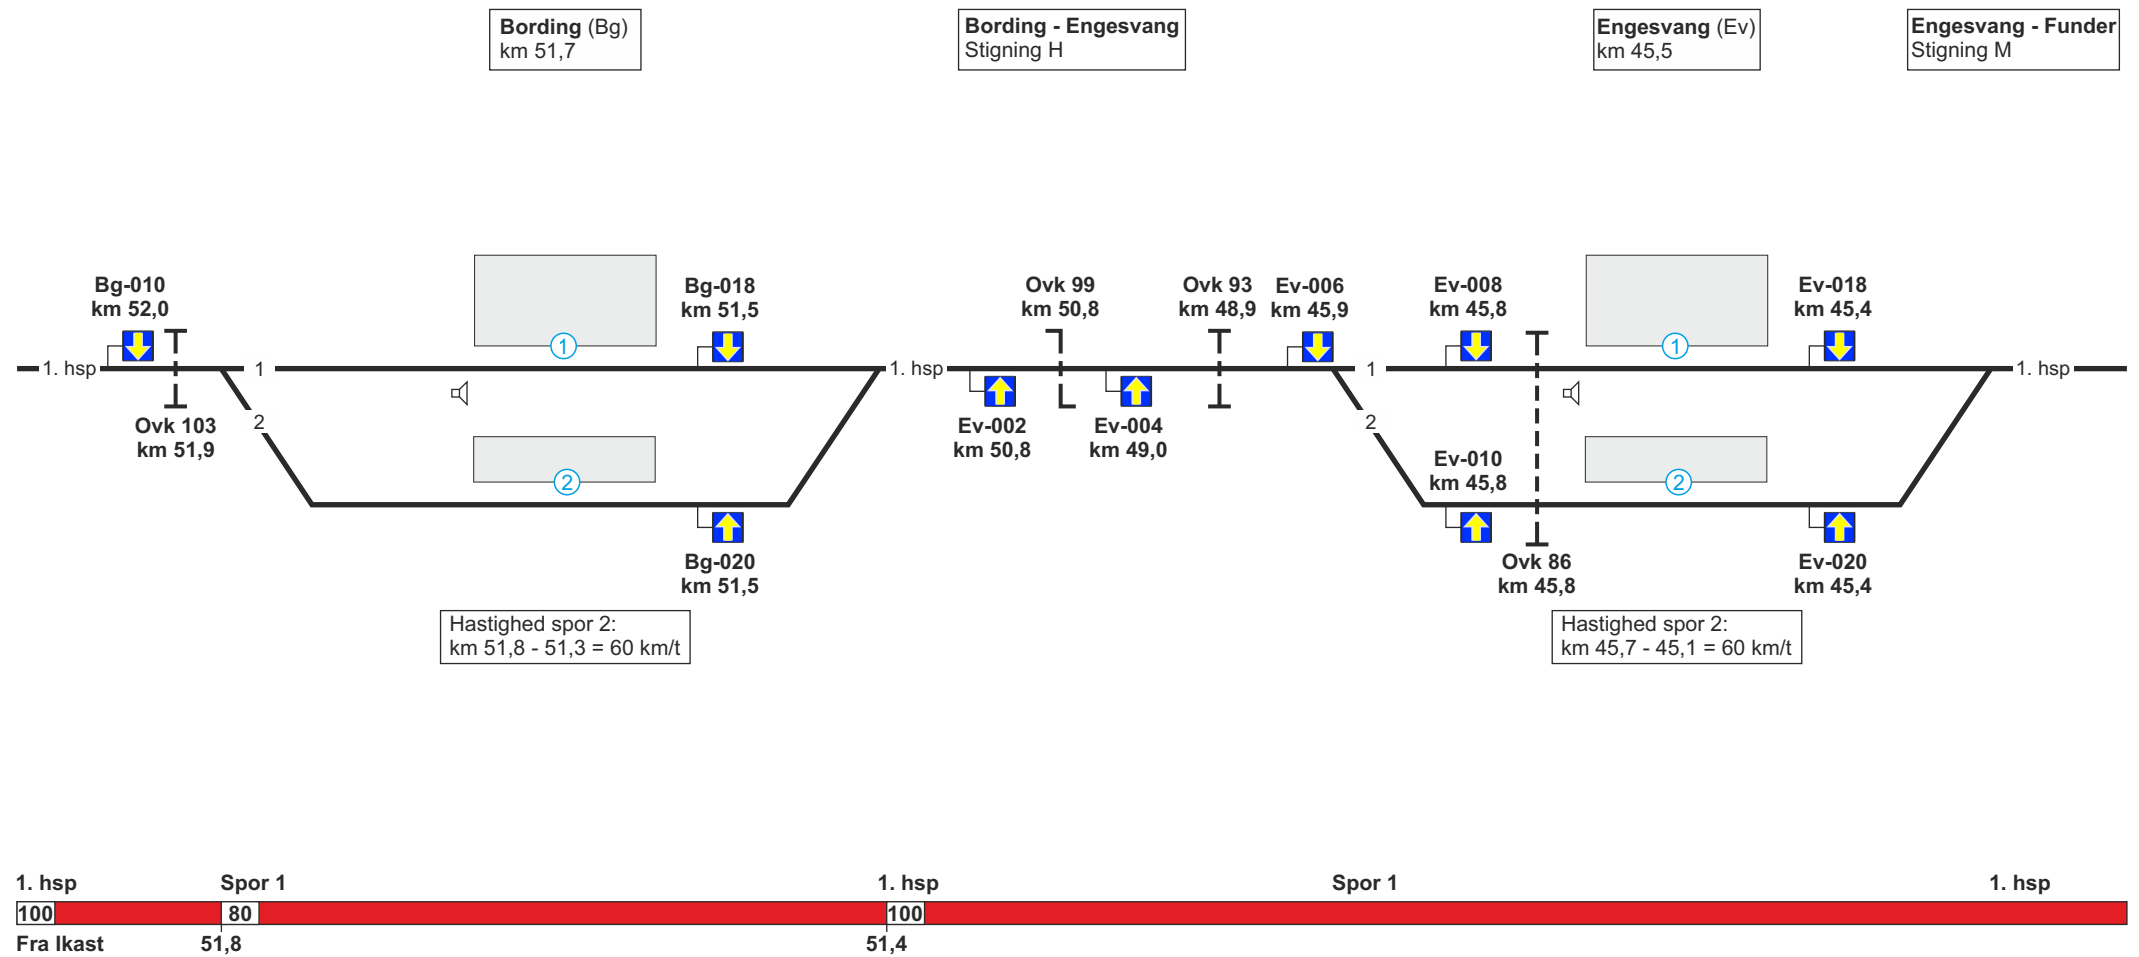 Bording (Bg)
km 51,7
Bording - Engesvang
Stigning H
Engesvang (Ev)
km 45,5
Engesvang - Funder
Stigning M
Bg-010
km 52,0
Bg-018
km 51,5
Ovk 99
km 50,8
Ovk 93
km 48,9
Ev-006
km 45,9
Ev-008
km 45,8
Ev-018
km 45,4
1
1
1. hsp
1
1. hsp
1
1. hsp
Ovk 103
km 51,9
2
Ev-002
km 50,8
Ev-004
km 49,0
2
Ev-010
km 45,8
2
2
Bg-020
km 51,5
Ovk 86
km 45,8
Ev-020
km 45,4
Hastighed spor 2:
km 51,8 - 51,3 = 60 km/t
Hastighed spor 2:
km 45,7 - 45,1 = 60 km/t
1. hsp
Spor 1
1. hsp
Spor 1
1. hsp
100
80
100
Fra Ikast
51,8
51,4